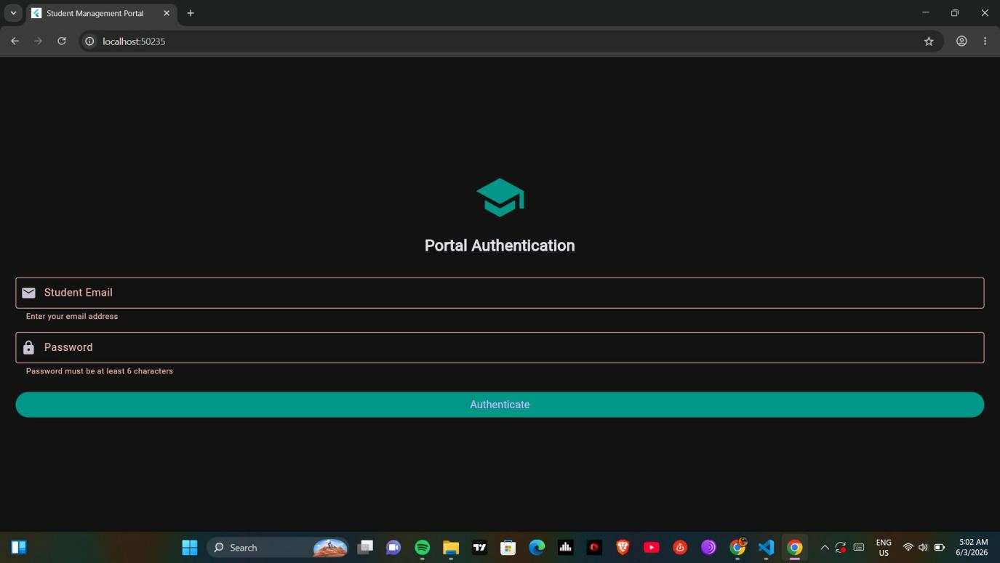 Student Management Portal
localhost:50235
Portal Authentication
Student Email
Enter your email address
Password
Password must be at least 6 characters
Authenticate
Search
ENG
US
5:02 AM
6/3/2026